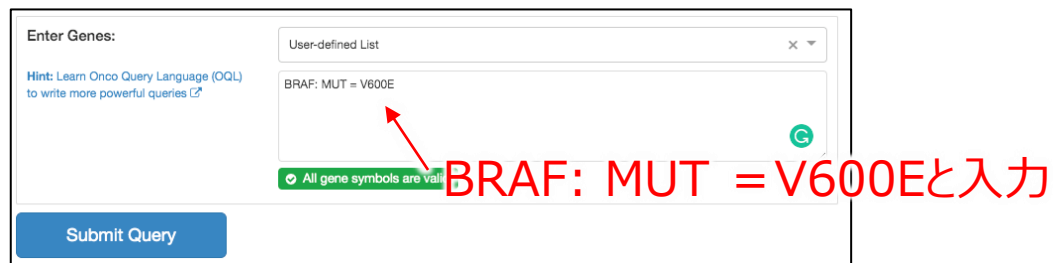 Enter Genes:
User-defined List
Hint: Learn Onco Query Language (OQL)
to write more powerful queries
BRAF: MUT = V600E
All gene symbols are valid
BRAF: MUT = V600Eと入力
Submit Query